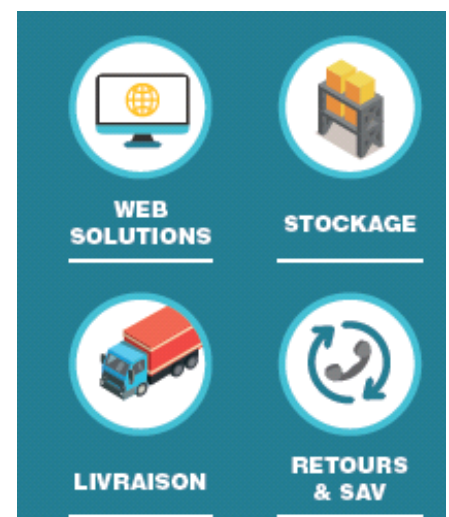 WEB
SOLUTIONS
STOCKAGE
LIVRAISON
RETOURS
& SAV